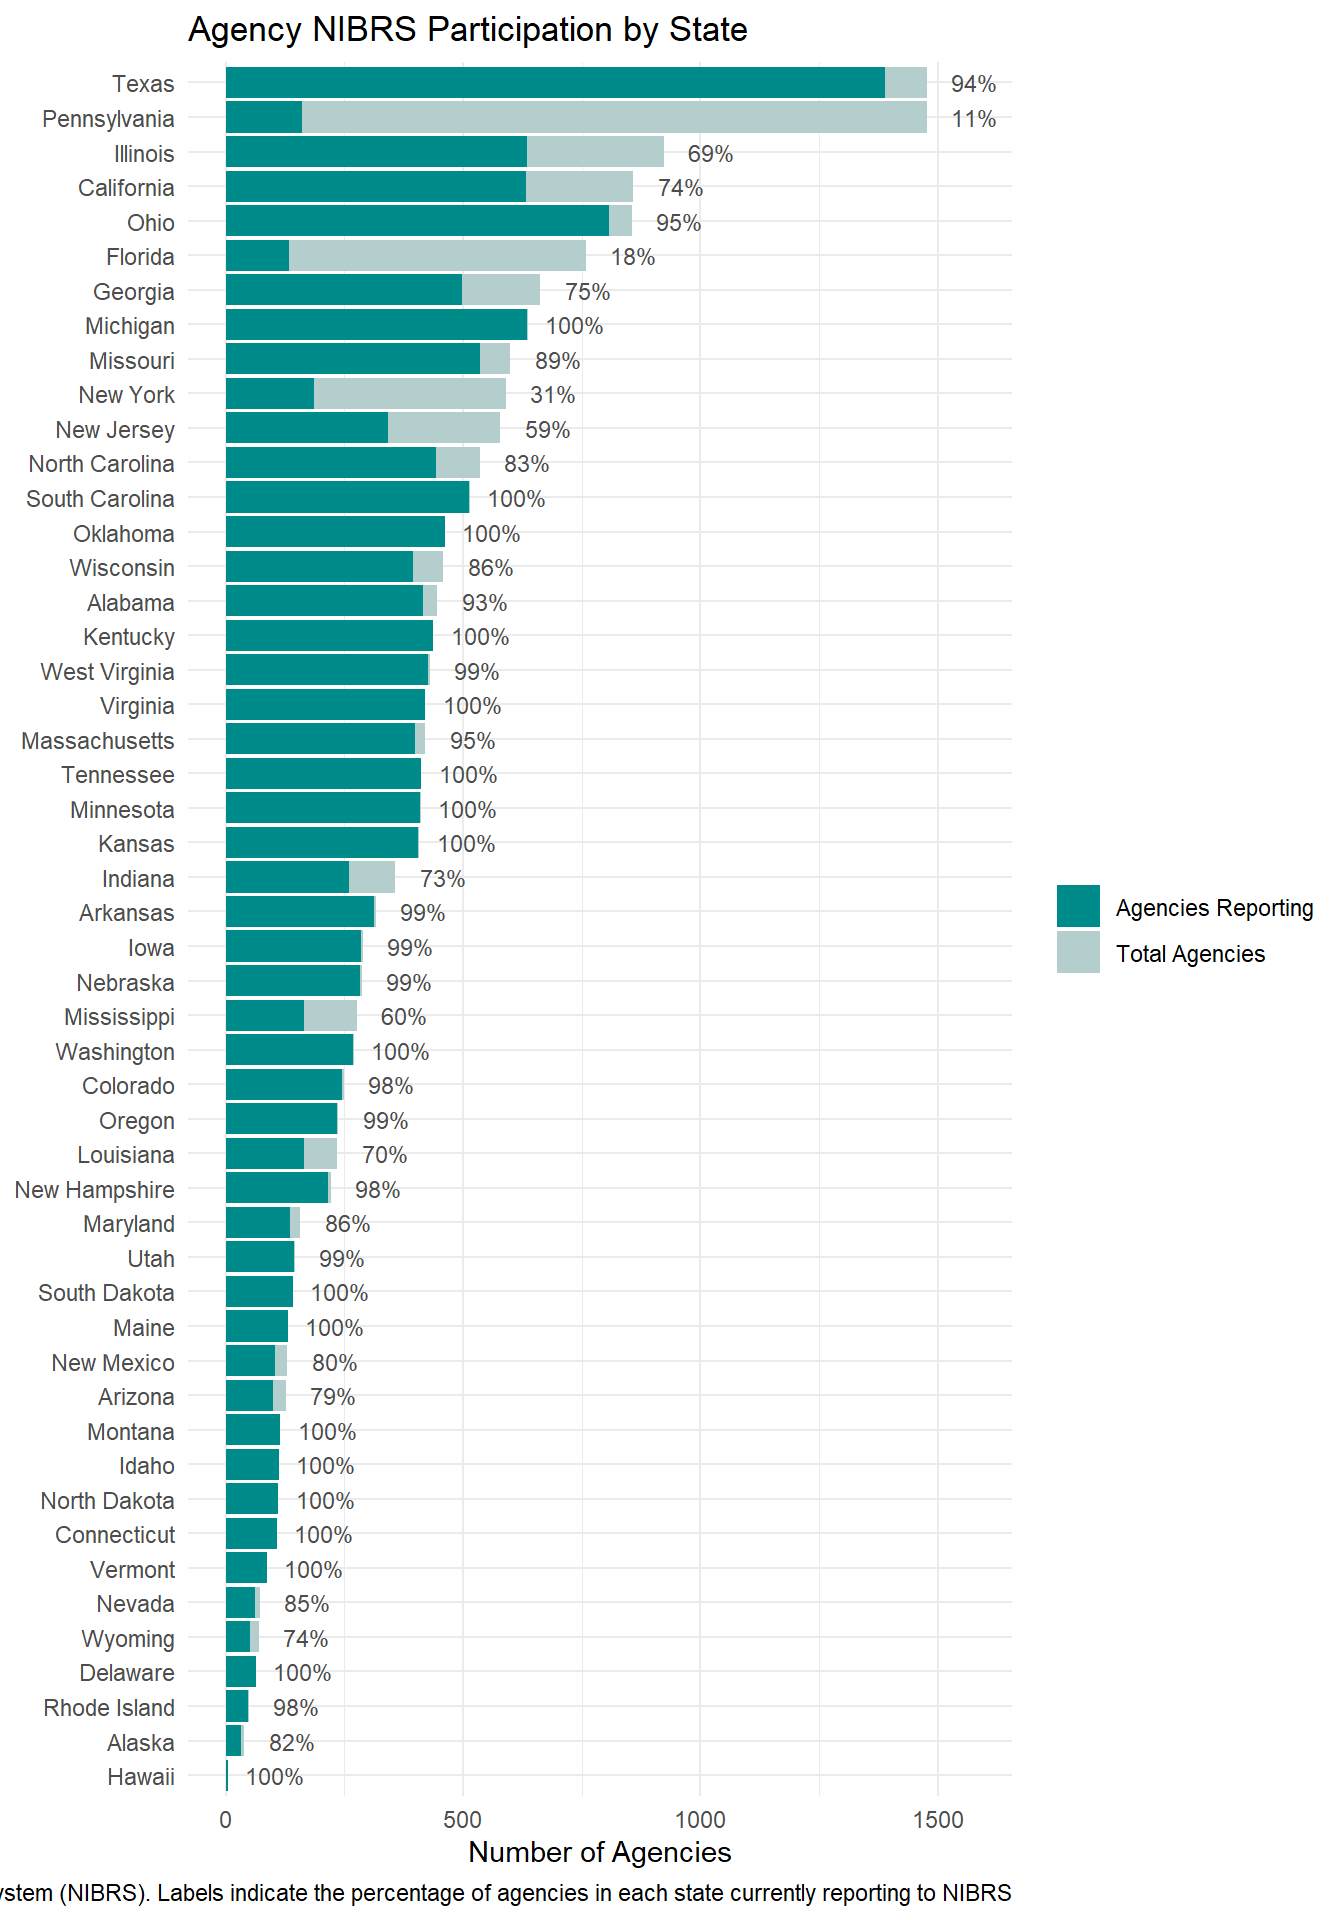 Agency NIBRS Participation by State
Texas 94%
Pennsylvania 11%
Illinois 69%
California 74%
Ohio 95%
Florida 18%
Georgia 75%
Michigan 100%
Missouri 89%
New York 31%
New Jersey 59%
North Carolina 83%
South Carolina 100%
Oklahoma 100%
Wisconsin 86%
Alabama 93%
Kentucky 100%
West Virginia 99%
Virginia 100%
Massachusetts 95%
Tennessee 100%
Minnesota 100%
Kansas 100%
Indiana 73%
Arkansas 99%
Iowa 99%
Nebraska 99%
Mississippi 60%
Washington 100%
Colorado 98%
Oregon 99%
Louisiana 70%
New Hampshire 98%
Maryland 86%
Utah 99%
South Dakota 100%
Maine 100%
New Mexico 80%
Arizona 79%
Montana 100%
Idaho 100%
North Dakota 100%
Connecticut 100%
Vermont 100%
Nevada 85%
Wyoming 74%
Delaware 100%
Rhode Island 98%
Alaska 82%
Hawaii 100%
0 500 1000 1500
Number of Agencies
Agencies Reporting
Total Agencies
(NIBRS). Labels indicate the percentage of agencies in each state currently reporting to NIBRS